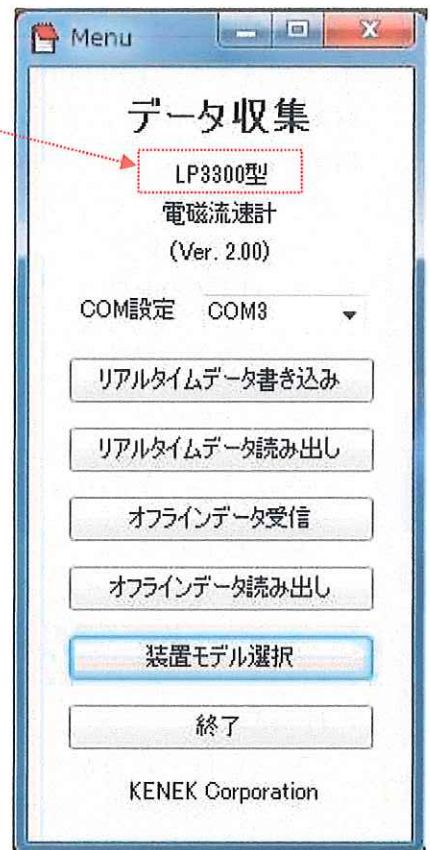 Menu
データ収集
LP3300型
電磁流速計
(Ver. 2.00)
COM設定 COM3
リアルタイムデータ書き込み
リアルタイムデータ読み出し
オフラインデータ受信
オフラインデータ読み出し
装置モデル選択
終了
KENEK Corporation